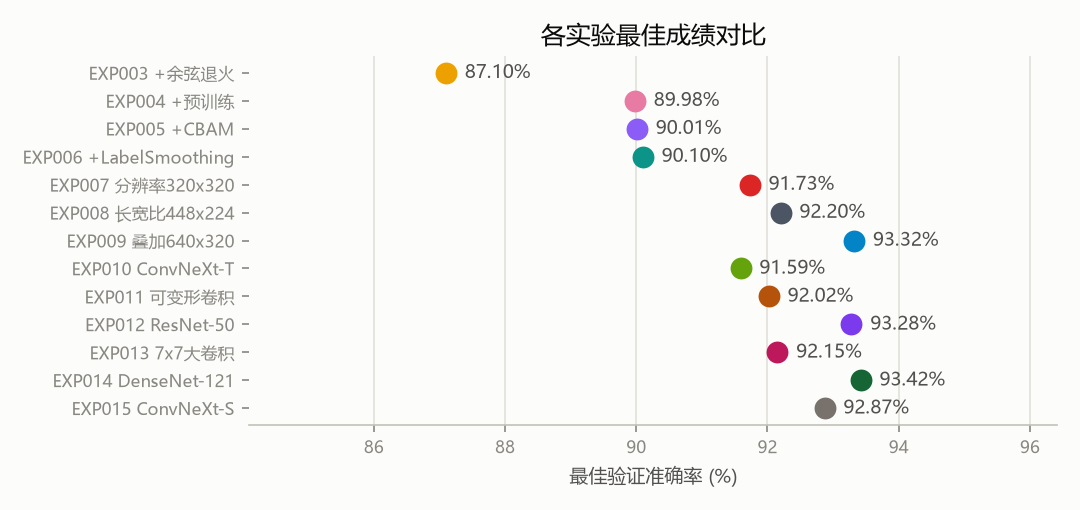 各实验最佳成绩对比
EXP003 +余弦退火 87.10%
EXP004 +预训练 89.98%
EXP005 +CBAM 90.01%
EXP006 +LabelSmoothing 90.10%
EXP007 分辨率320x320 91.73%
EXP008 长宽比448x224 92.20%
EXP009 叠加640x320 93.32%
EXP010 ConvNeXt-T 91.59%
EXP011 可变形卷积 92.02%
EXP012 ResNet-50 93.28%
EXP013 7x7大卷积 92.15%
EXP014 DenseNet-121 93.42%
EXP015 ConvNeXt-S 92.87%
86 88 90 92 94 96
最佳验证准确率 (%)